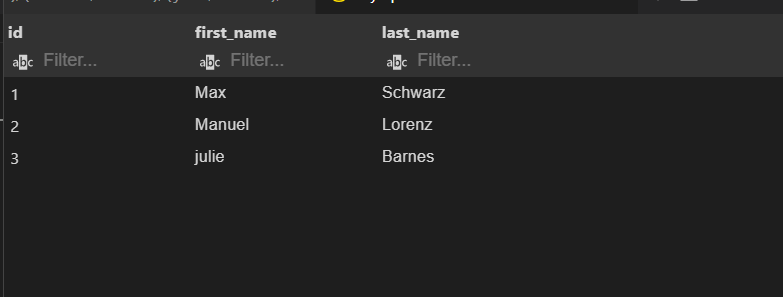 id first_name last_name
abc Filter... abc Filter... abc Filter...
1 Max Schwarz
2 Manuel Lorenz
3 julie Barnes